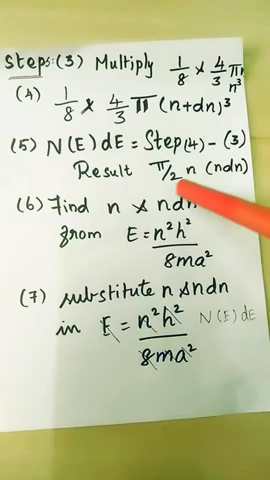 Steps:(3) Multiply 1/8 × 4/3 πn³
(4) 1/8 × 4/3 π (n+dn)³
(5) N(E)dE = Step(4) - (3)
Result π/2 n (ndn)
(6) Find n & ndn
from E = n²h²/8ma²
(7) substitute n & ndn
in E = n²h²/8ma² N(E) dE